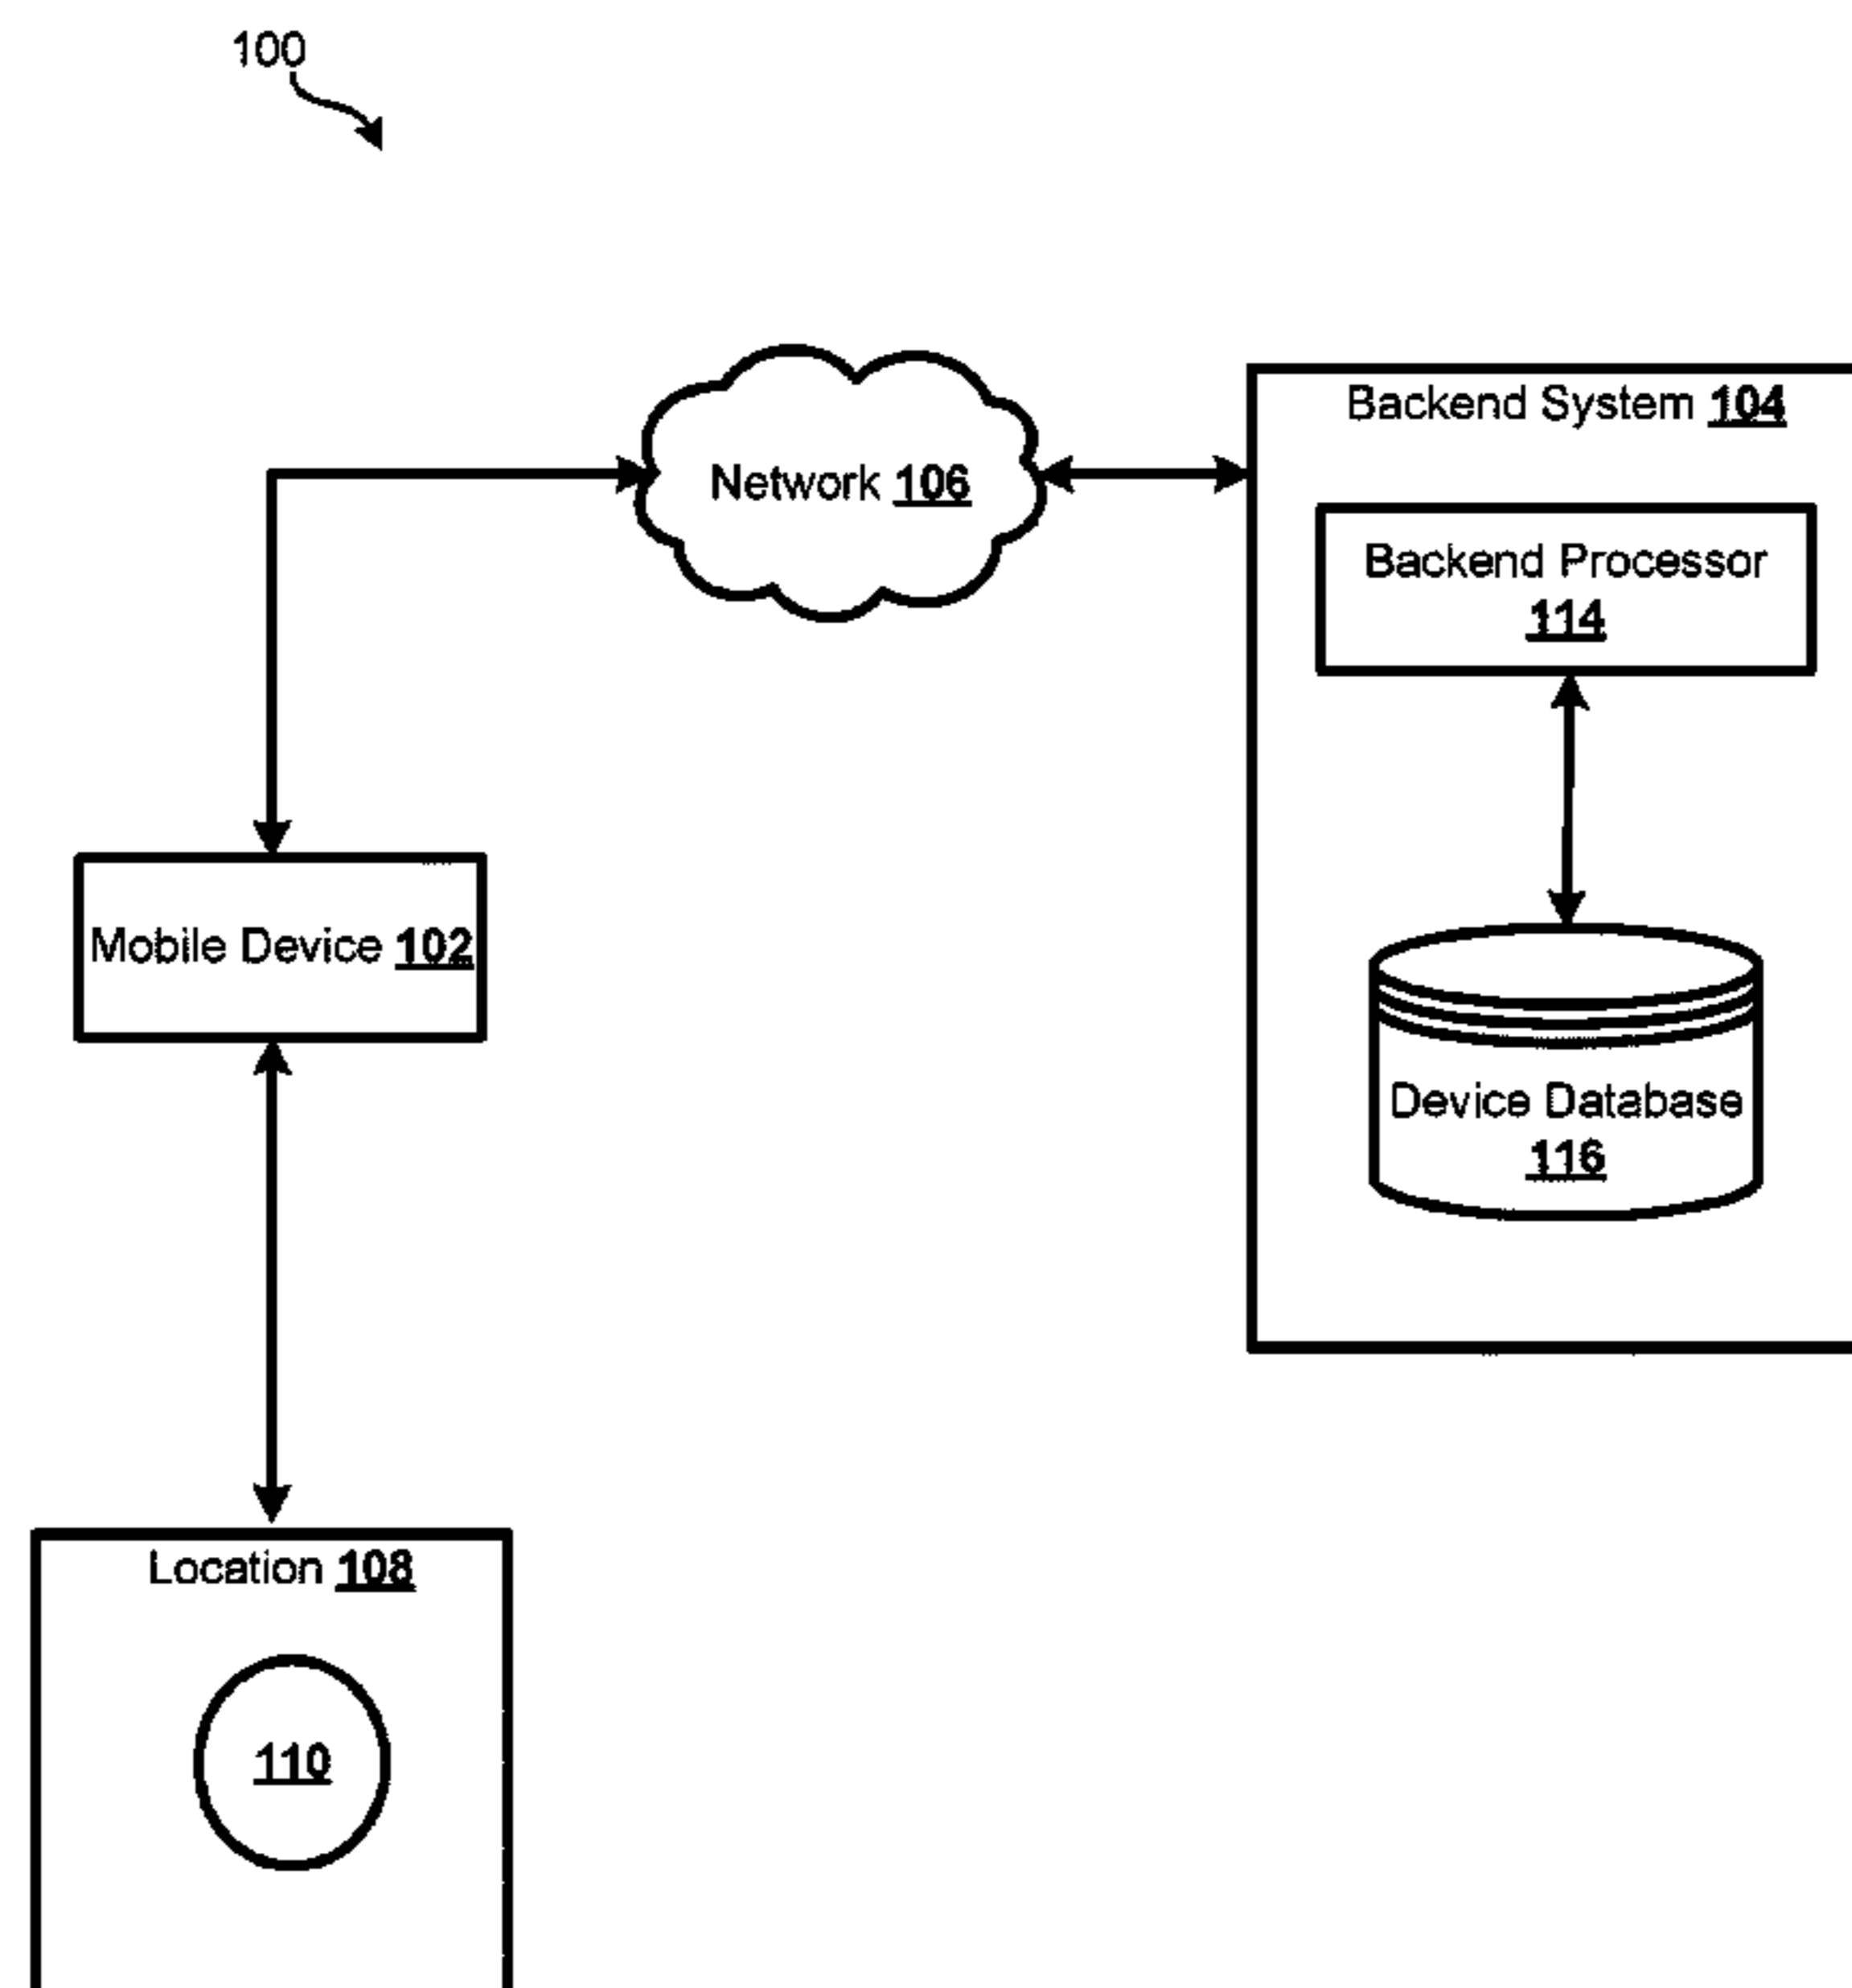 100
Backend System 104
Network 106
Backend Processor
114
Mobile Device 102
Device Database
116
Location 108
110